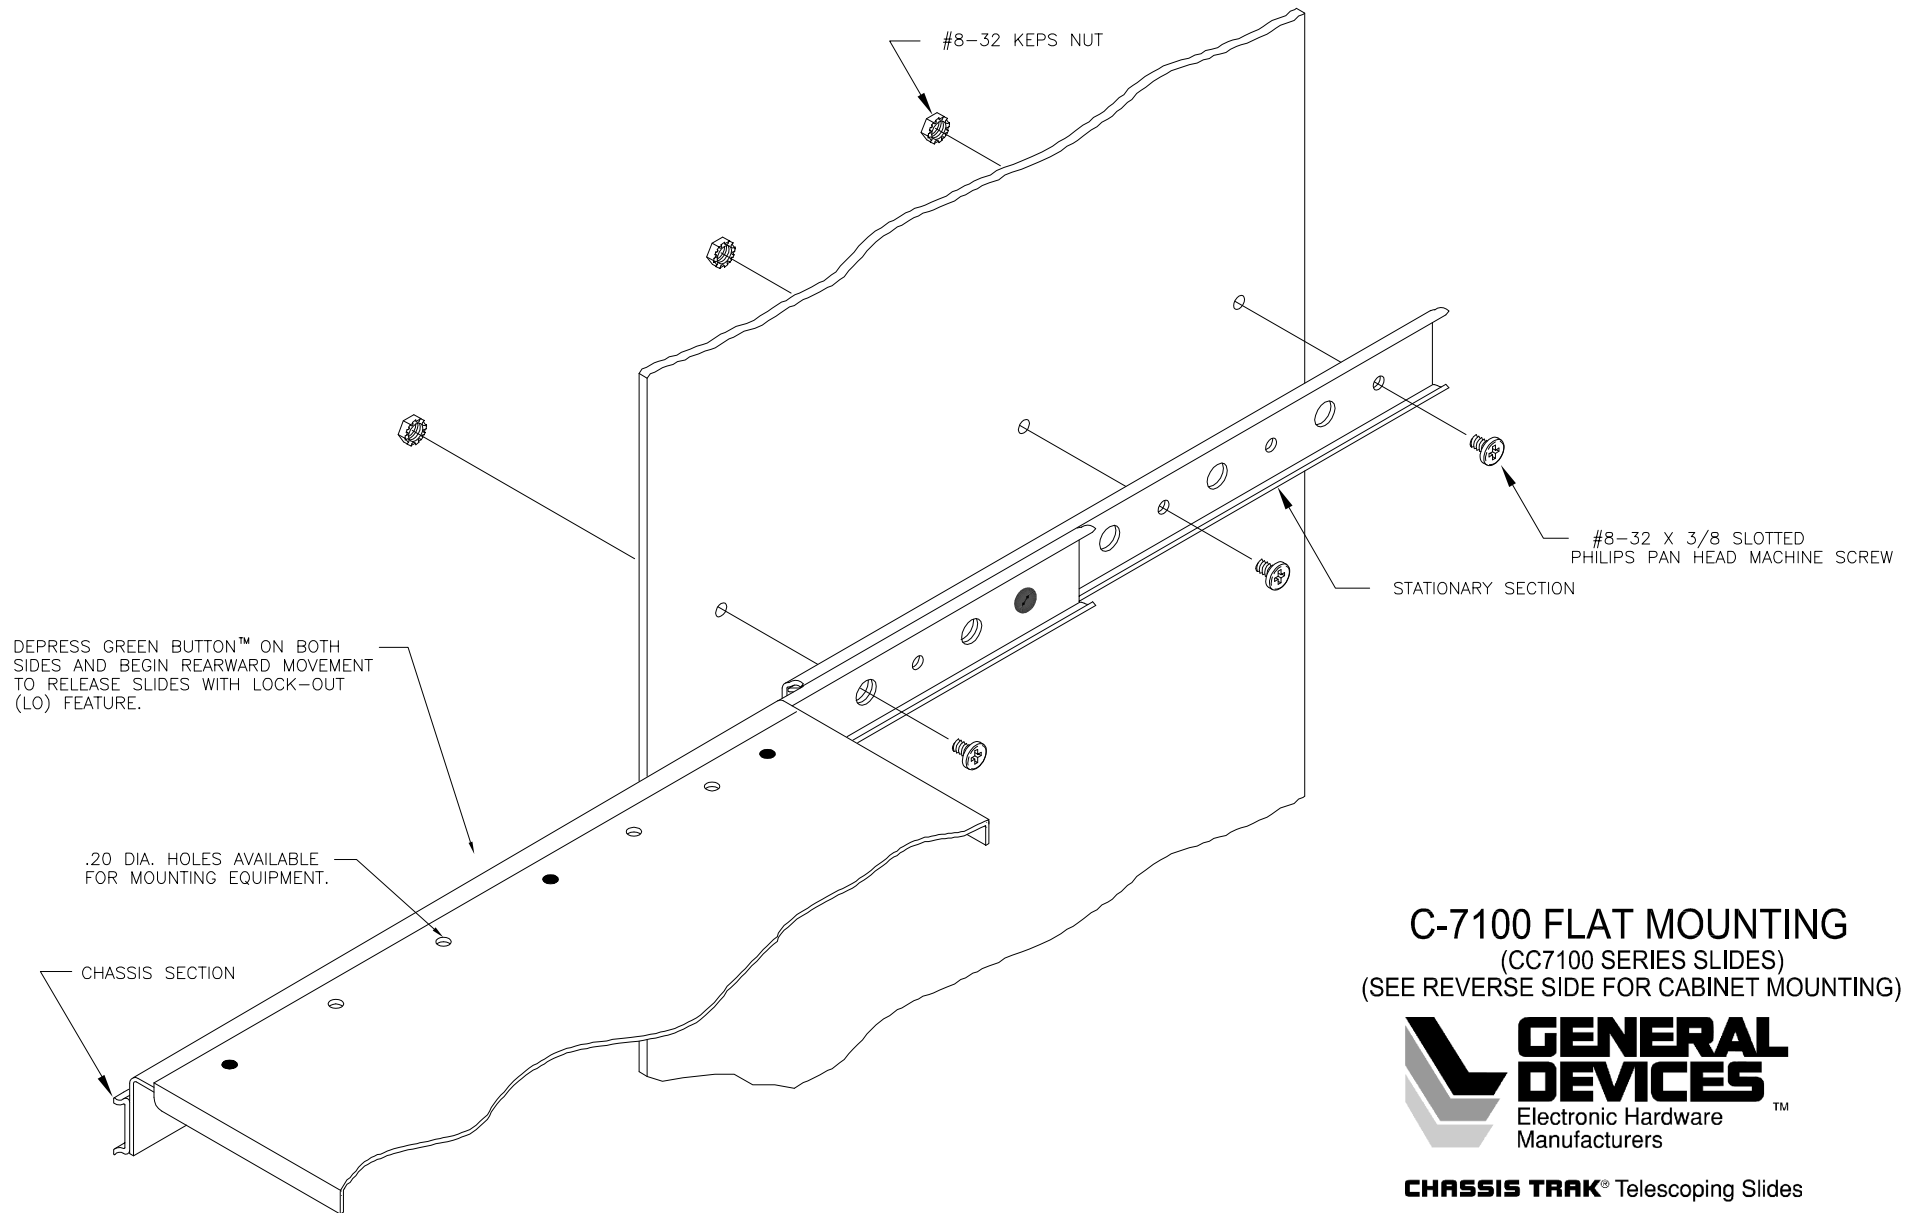 #8-32 KEPS NUT
#8-32 X 3/8 SLOTTED
PHILIPS PAN HEAD MACHINE SCREW
STATIONARY SECTION
DEPRESS GREEN BUTTON™ ON BOTH
SIDES AND BEGIN REARWARD MOVEMENT
TO RELEASE SLIDES WITH LOCK-OUT
(LO) FEATURE.
.20 DIA. HOLES AVAILABLE
FOR MOUNTING EQUIPMENT.
CHASSIS SECTION
C-7100 FLAT MOUNTING
(CC7100 SERIES SLIDES)
(SEE REVERSE SIDE FOR CABINET MOUNTING)
GENERAL
DEVICES™
Electronic Hardware
Manufacturers
CHASSIS TRAK® Telescoping Slides